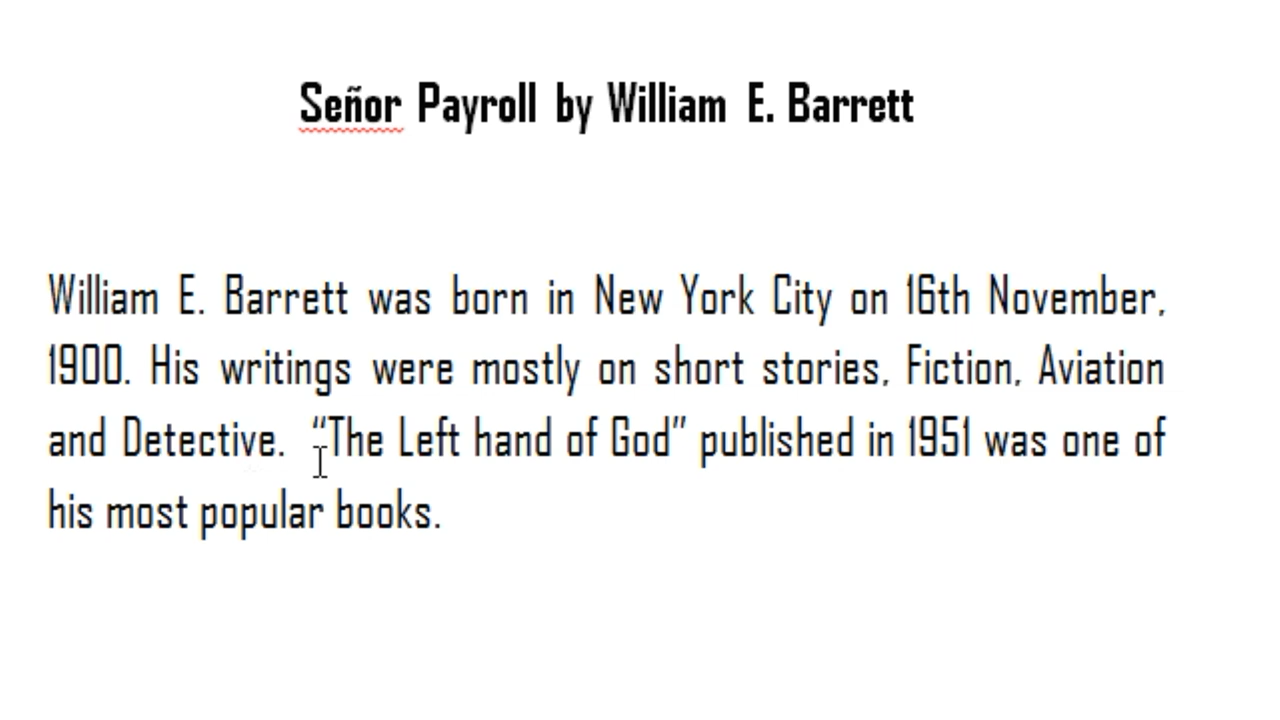 Señor Payroll by William E. Barrett
William E. Barrett was born in New York City on 16th November,
1900. His writings were mostly on short stories, Fiction, Aviation
and Detective. “The Left hand of God” published in 1951 was one of
his most popular books.